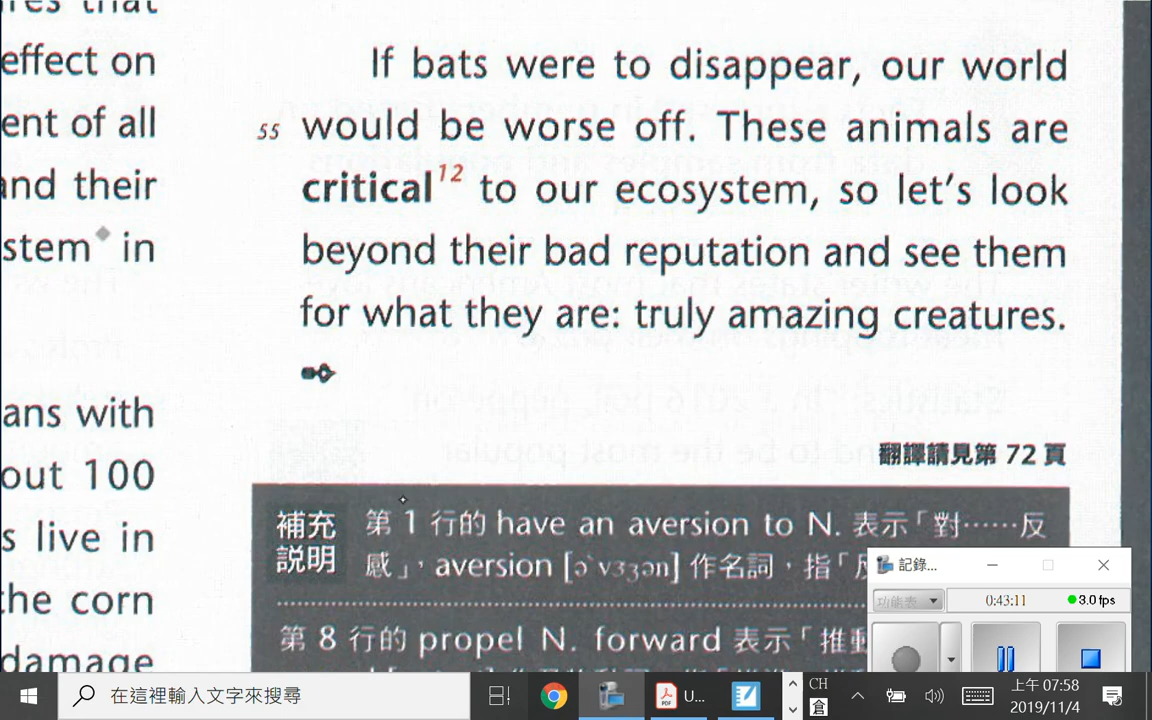 effect on
ent of all
and their
stem in
ans with
out 100
s live in
the corn
damage
If bats were to disappear, our world
55 would be worse off. These animals are
critical12 to our ecosystem, so let's look
beyond their bad reputation and see them
for what they are: truly amazing creatures.
翻譯請見第 72 頁
補充
說明
第 1 行的 have an aversion to N. 表示「對……反
感」，aversion [əˋvɝʒən] 作名詞，指「反
第 8 行的 propel N. forward 表示「推動
記錄...
功能表
0:43:11
3.0 fps
在這裡輸入文字來搜尋
U...
CH
倉
上午 07:58
2019/11/4